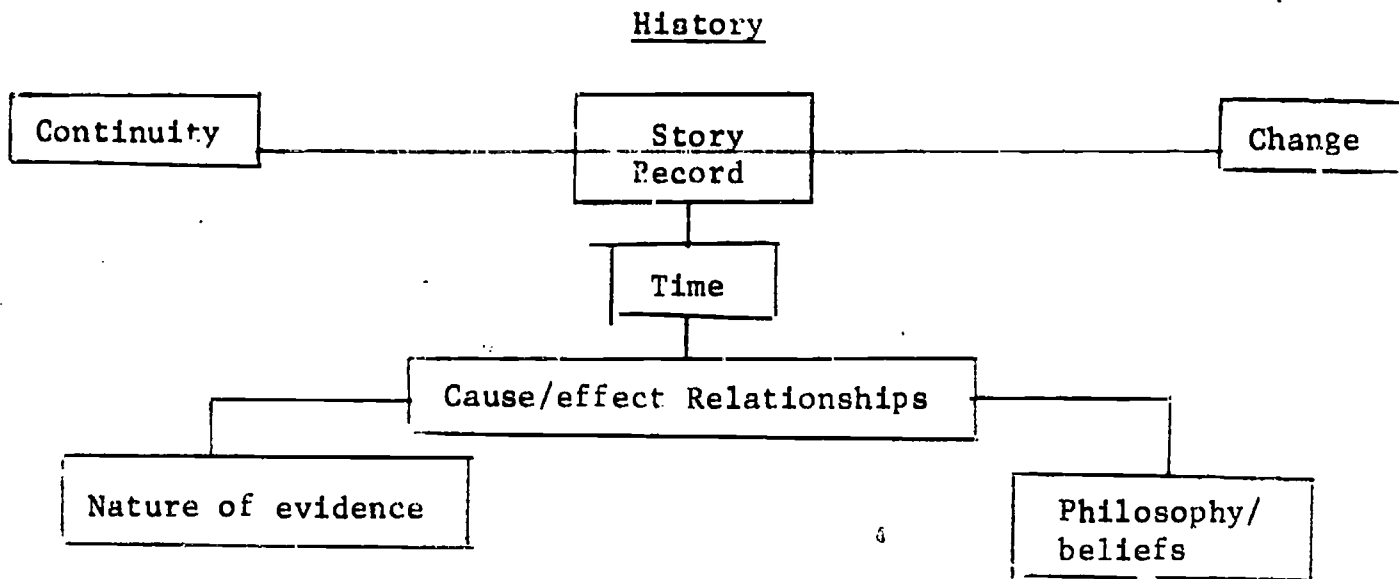 History
Continuity
Story
Record
Change
Time
Cause/effect Relationships
Nature of evidence
Philosophy/
beliefs